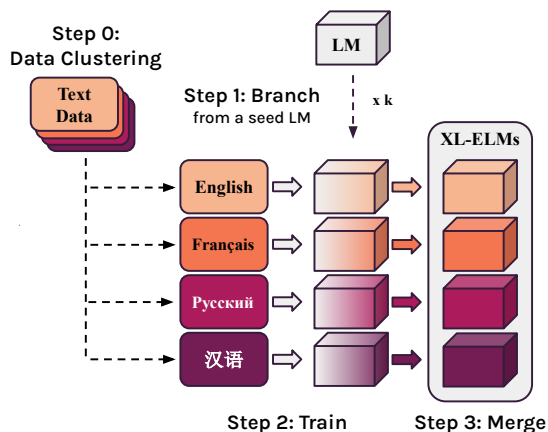 Step 0:
Data Clustering
Text
Data
LM
Step 1: Branch
from a seed LM
x k
XL-ELMs
English
Français
Русский
汉语
Step 2: Train
Step 3: Merge